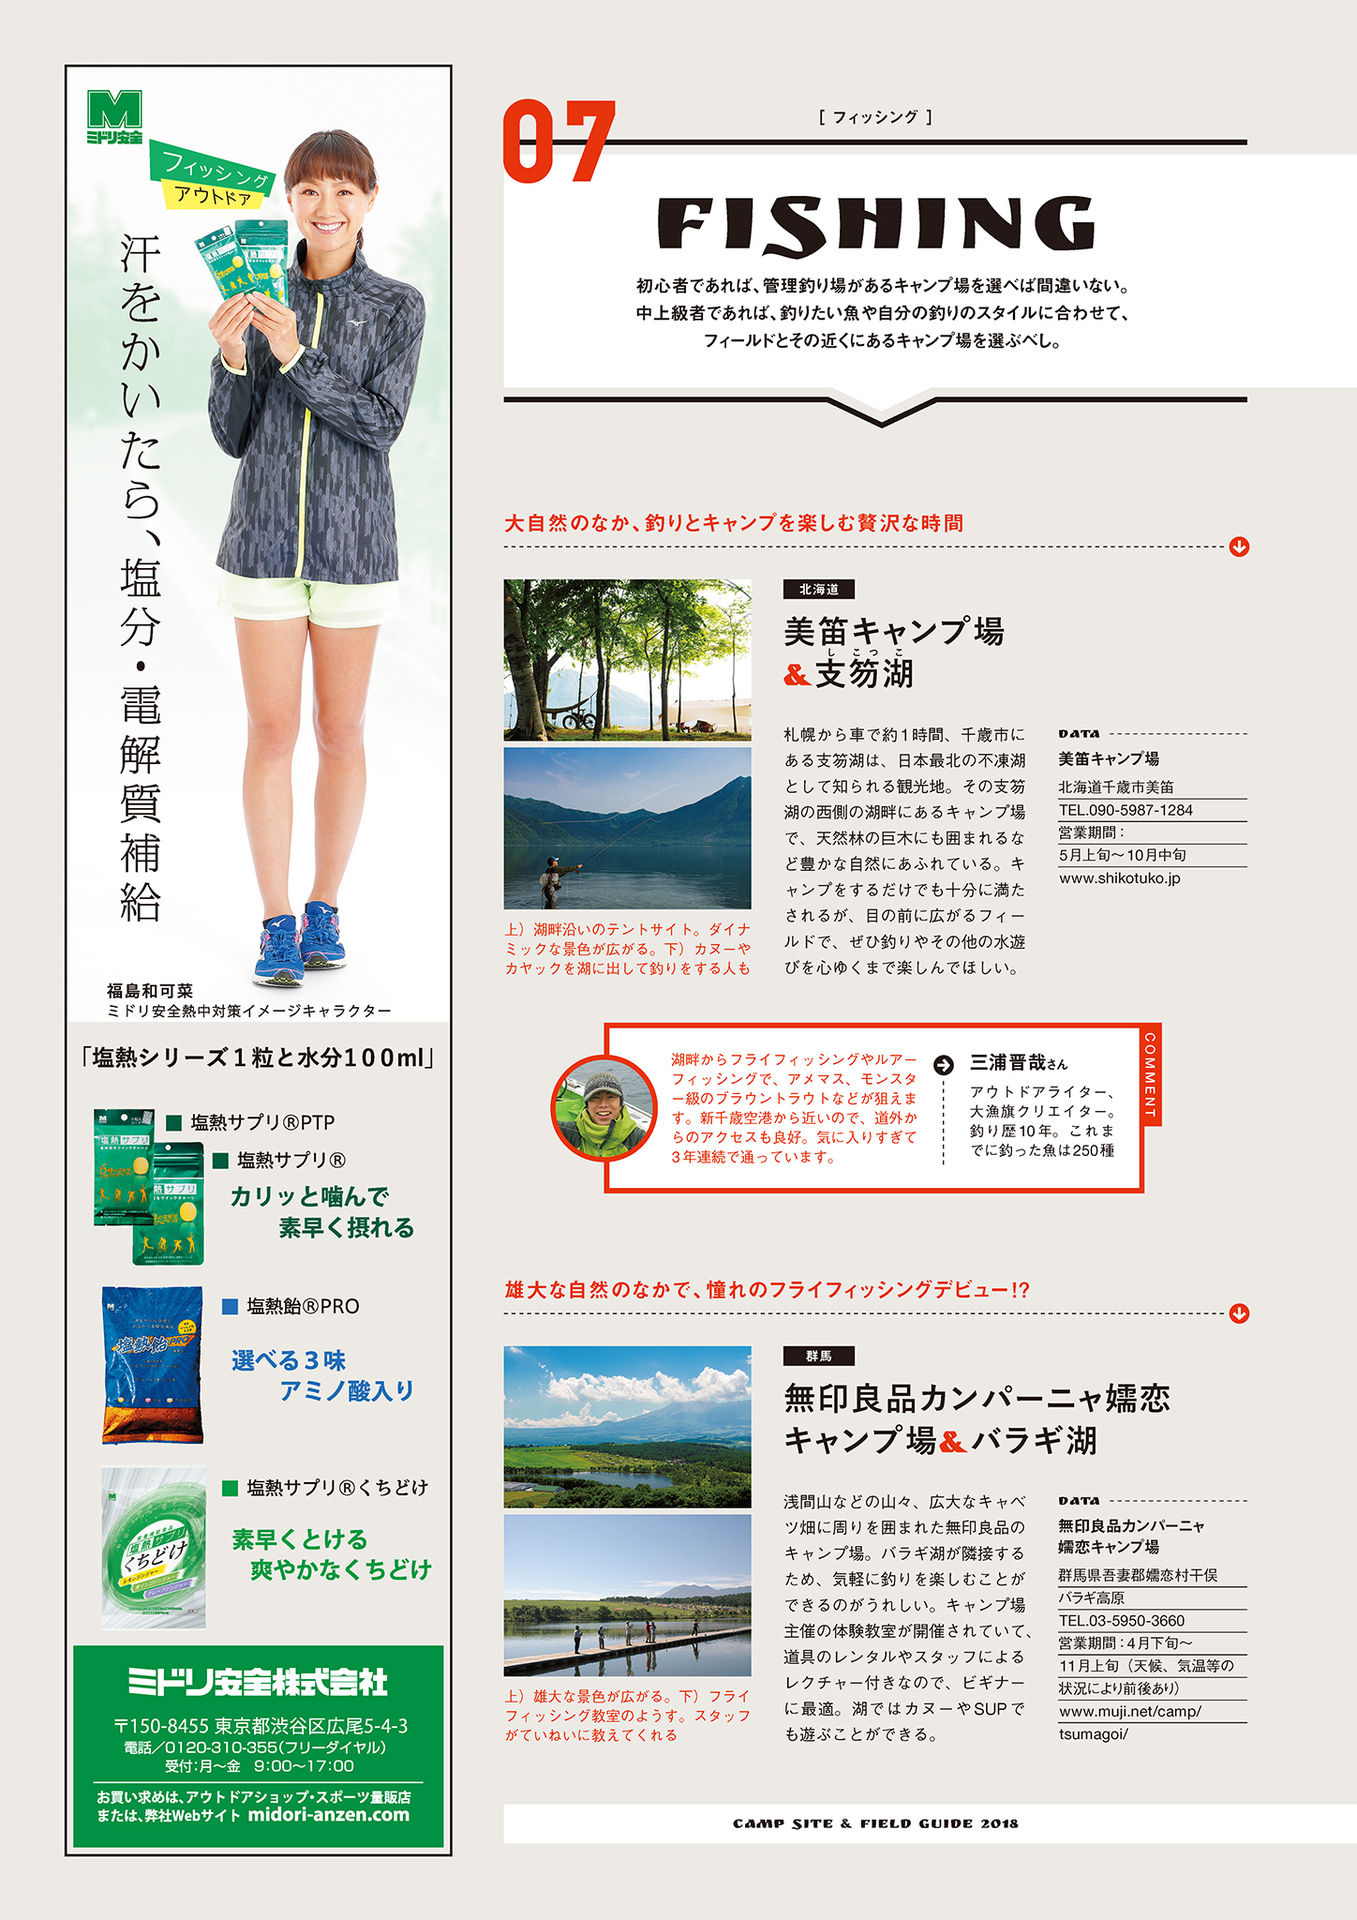 M
ミドリ安全
フィッシング
アウトドア
汗をかいたら、塩分・電解質補給
福島和可菜
ミドリ安全熱中対策イメージキャラクター
「塩熱シリーズ１粒と水分１００ml」
■ 塩熱サプリ®PTP
■ 塩熱サプリ®
カリッと噛んで
素早く摂れる
塩熱飴PRO
■ 塩熱飴®PRO
選べる３味
アミノ酸入り
塩熱サプリ
くちどけ
■ 塩熱サプリ®くちどけ
素早くとける
爽やかなくちどけ
ミドリ安全株式会社
〒150-8455 東京都渋谷区広尾5-4-3
電話／0120-310-355（フリーダイヤル）
受付：月〜金　9：00〜17：00
お買い求めは、アウトドアショップ・スポーツ量販店
または、弊社Webサイト midori-anzen.com
07
[ フィッシング ]
FISHING
初心者であれば、管理釣り場があるキャンプ場を選べば間違いない。
中上級者であれば、釣りたい魚や自分の釣りのスタイルに合わせて、
フィールドとその近くにあるキャンプ場を選ぶべし。
大自然のなか、釣りとキャンプを楽しむ贅沢な時間
北海道
美笛キャンプ場
しこつこ
&支笏湖
札幌から車で約1時間、千歳市に
ある支笏湖は、日本最北の不凍湖
として知られる観光地。その支笏
湖の西側の湖畔にあるキャンプ場
で、天然林の巨木にも囲まれるな
ど豊かな自然にあふれている。キ
ャンプをするだけでも十分に満た
されるが、目の前に広がるフィー
ルドで、ぜひ釣りやその他の水遊
びを心ゆくまで楽しんでほしい。
DATA
美笛キャンプ場
北海道千歳市美笛
TEL.090-5987-1284
営業期間：
5月上旬〜10月中旬
www.shikotuko.jp
上）湖畔沿いのテントサイト。ダイナ
ミックな景色が広がる。下）カヌーや
カヤックを湖に出して釣りをする人も
湖畔からフライフィッシングやルアー
フィッシングで、アメマス、モンスタ
ー級のブラウントラウトなどが狙えま
す。新千歳空港から近いので、道外か
らのアクセスも良好。気に入りすぎて
3年連続で通っています。
三浦晋哉さん
アウトドアライター、
大漁旗クリエイター。
釣り歴10年。これま
でに釣った魚は250種
COMMENT
雄大な自然のなかで、憧れのフライフィッシングデビュー!?
群馬
無印良品カンパーニャ嬬恋
キャンプ場&バラギ湖
浅間山などの山々、広大なキャベ
ツ畑に周りを囲まれた無印良品の
キャンプ場。バラギ湖が隣接する
ため、気軽に釣りを楽しむことが
できるのがうれしい。キャンプ場
主催の体験教室が開催されていて、
道具のレンタルやスタッフによる
レクチャー付きなので、ビギナー
に最適。湖ではカヌーやSUPで
も遊ぶことができる。
DATA
無印良品カンパーニャ
嬬恋キャンプ場
群馬県吾妻郡嬬恋村干俣
バラギ高原
TEL.03-5950-3660
営業期間：4月下旬〜
11月上旬（天候、気温等の
状況により前後あり）
www.muji.net/camp/
tsumagoi/
上）雄大な景色が広がる。下）フライ
フィッシング教室のようす。スタッフ
がていねいに教えてくれる
CAMP SITE & FIELD GUIDE 2018